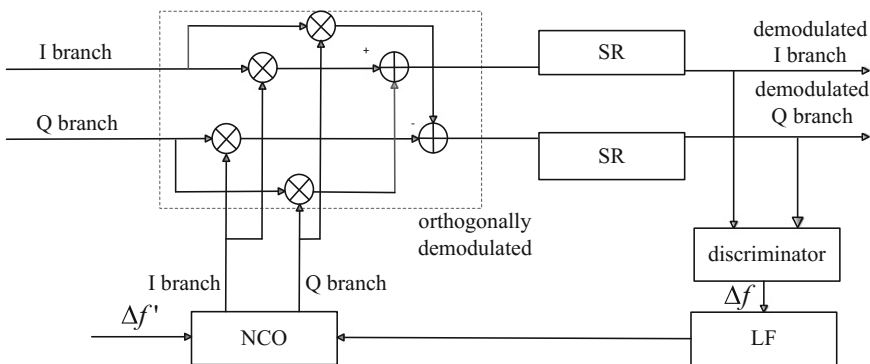 demodulated
I branch
SR
I branch
+
demodulated
Q branch
Q branch
-
SR
orthogonally
demodulated
discriminator
I branch
Q branch
Δf
Δf'
NCO
LF